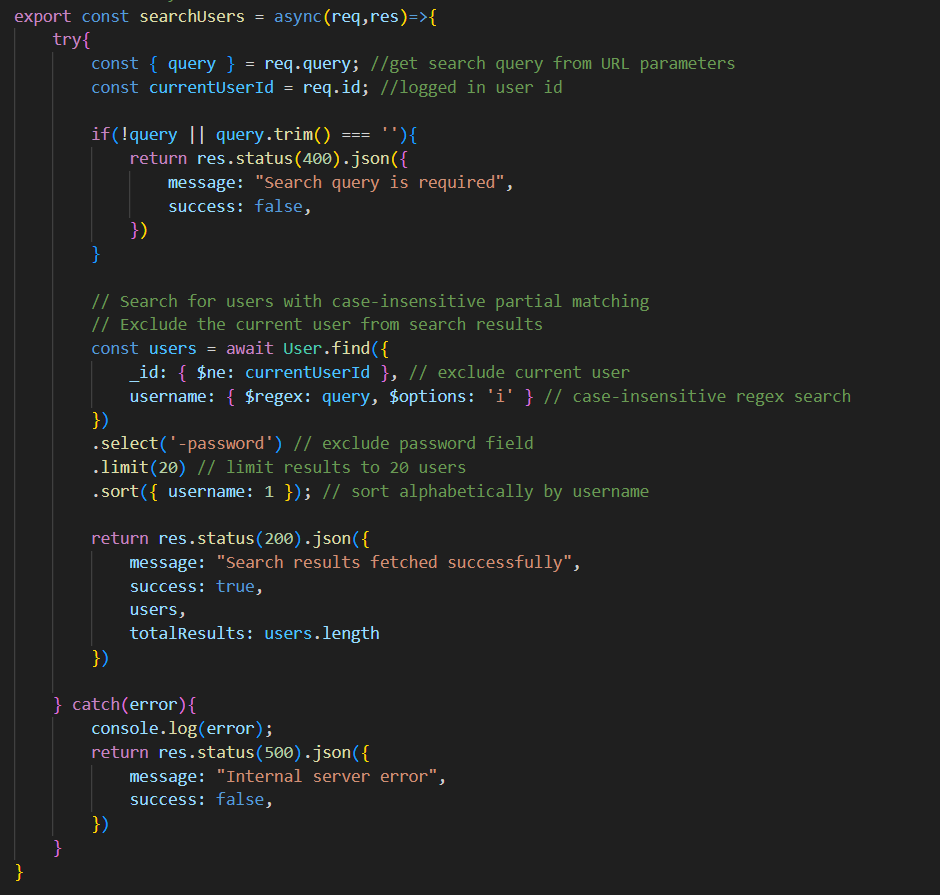 export const searchUsers = async(req,res)=>{
    try{
        const { query } = req.query; //get search query from URL parameters
        const currentUserId = req.id; //logged in user id

        if(!query || query.trim() === ''){
            return res.status(400).json({
                message: "Search query is required",
                success: false,
            })
        }

        // Search for users with case-insensitive partial matching
        // Exclude the current user from search results
        const users = await User.find({
            _id: { $ne: currentUserId }, // exclude current user
            username: { $regex: query, $options: 'i' } // case-insensitive regex search
        })
        .select('-password') // exclude password field
        .limit(20) // limit results to 20 users
        .sort({ username: 1 }); // sort alphabetically by username

        return res.status(200).json({
            message: "Search results fetched successfully",
            success: true,
            users,
            totalResults: users.length
        })

    } catch(error){
        console.log(error);
        return res.status(500).json({
            message: "Internal server error",
            success: false,
        })
    }
}